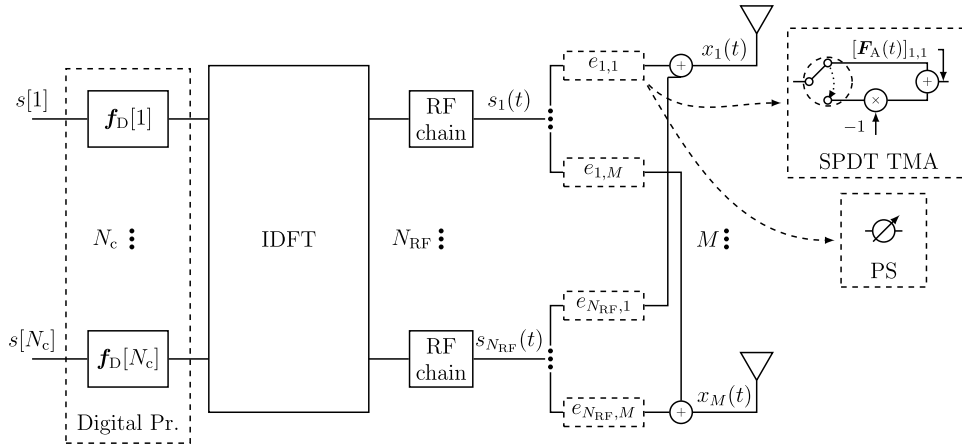 s[1]
f_D[1]
N_c
s[N_c]
f_D[N_c]
Digital Pr.
IDFT
RF
chain
N_RF
RF
chain
s_1(t)
s_{N_RF}(t)
e_{1,1}
e_{1,M}
e_{N_RF,1}
e_{N_RF,M}
+
+
x_1(t)
M
x_M(t)
[F_A(t)]_{1,1}
+
×
−1
SPDT TMA
PS